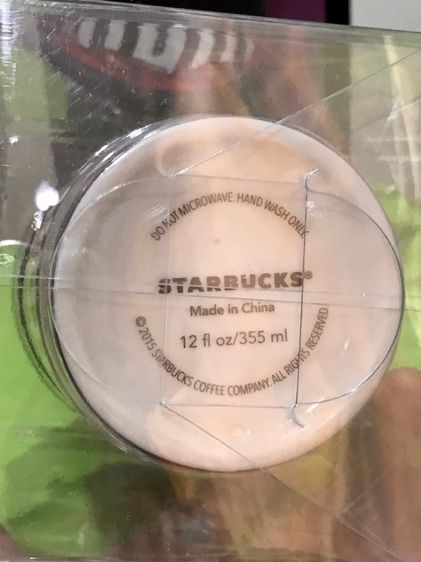 DO NOT MICROWAVE. HAND WASH ONLY.
STARBUCKS®
Made in China
12 fl oz/355 ml
© 2015 STARBUCKS COFFEE COMPANY. ALL RIGHTS RESERVED.